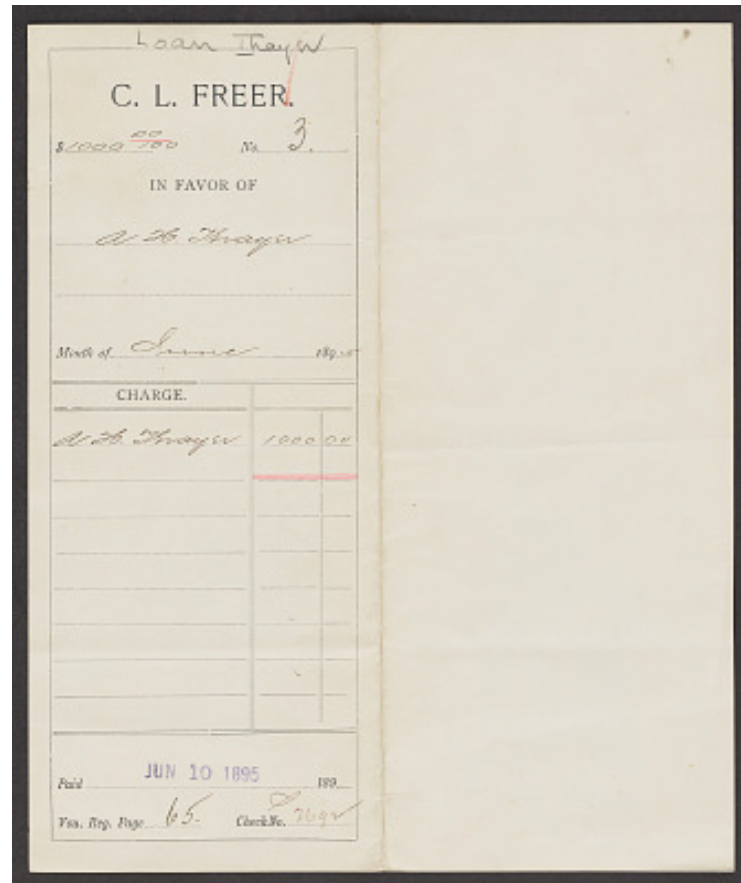 Loan Thayer
C. L. FREER.
$1000 00/100 No. 3.
IN FAVOR OF
A H. Thayer
Month of June 1895
CHARGE.
A H. Thayer 1000 00
Paid JUN 10 1895 189
Vou. Reg. Page 65. Check No.